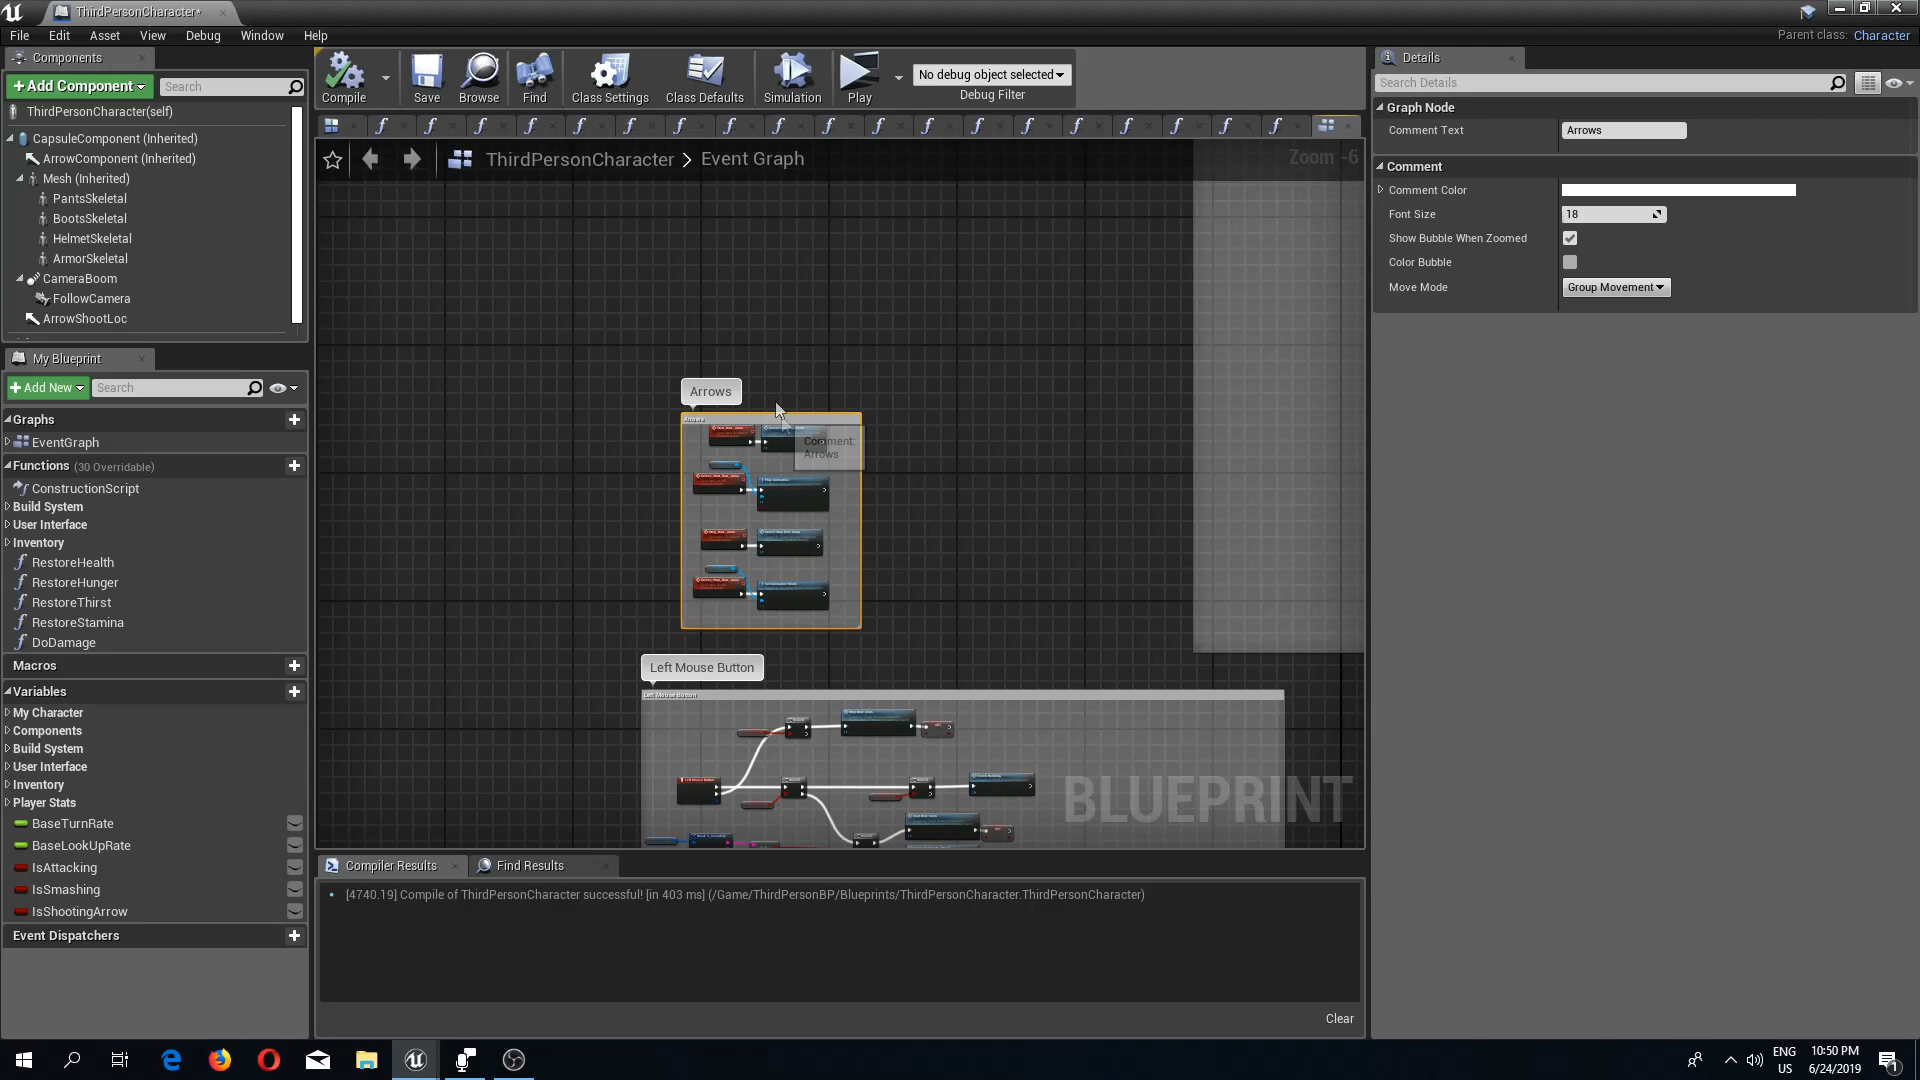 ThirdPersonCharacter*
File Edit Asset View Debug Window Help
Parent class: Character
Components
Add Component
Search
ThirdPersonCharacter(self)
CapsuleComponent (Inherited)
ArrowComponent (Inherited)
Mesh (Inherited)
PantsSkeletal
BootsSkeletal
HelmetSkeletal
ArmorSkeletal
CameraBoom
FollowCamera
ArrowShootLoc
My Blueprint
Add New
Search
Graphs
EventGraph
Functions (30 Overridable)
ConstructionScript
Build System
User Interface
Inventory
RestoreHealth
RestoreHunger
RestoreThirst
RestoreStamina
DoDamage
Macros
Variables
My Character
Components
Build System
User Interface
Inventory
Player Stats
BaseTurnRate
BaseLookUpRate
IsAttacking
IsSmashing
IsShootingArrow
Event Dispatchers
Compile
Save
Browse
Find
Class Settings
Class Defaults
Simulation
Play
No debug object selected
Debug Filter
ThirdPersonCharacter > Event Graph
Zoom -6
Arrows
Arrows
Comment:
Arrows
Left Mouse Button
Left Mouse Button
BLUEPRINT
Compiler Results
Find Results
[4740.19] Compile of ThirdPersonCharacter successful! [in 403 ms] (/Game/ThirdPersonBP/Blueprints/ThirdPersonCharacter.ThirdPersonCharacter)
Clear
Details
Search Details
Graph Node
Comment Text
Arrows
Comment
Comment Color
Font Size
18
Show Bubble When Zoomed
Color Bubble
Move Mode
Group Movement
ENG
US
10:50 PM
6/24/2019
1